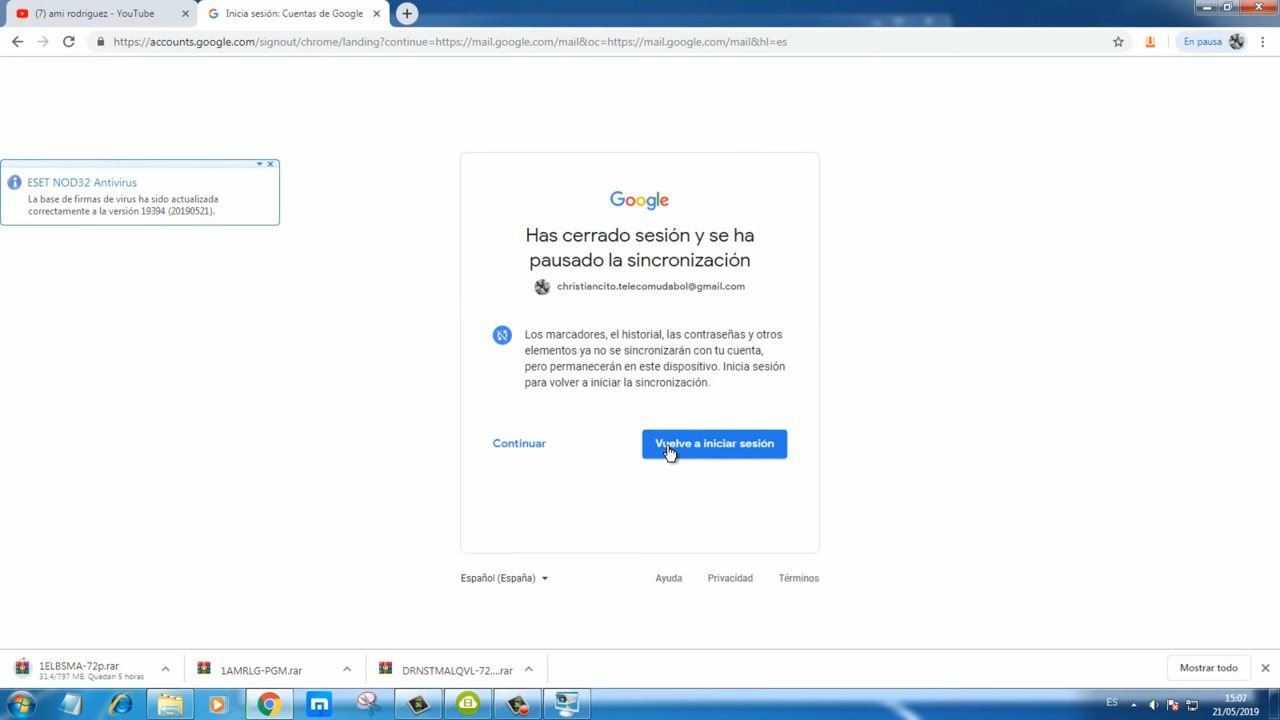 (7) ami rodriguez - YouTube
Inicia sesión: Cuentas de Google
https://accounts.google.com/signout/chrome/landing?continue=https://mail.google.com/mail&oc=https://mail.google.com/mail&hl=es
En pausa
ESET NOD32 Antivirus
La base de firmas de virus ha sido actualizada
correctamente a la versión 19394 (20190521).
Google
Has cerrado sesión y se ha
pausado la sincronización
christiancito.telecomudabol@gmail.com
Los marcadores, el historial, las contraseñas y otros
elementos ya no se sincronizarán con tu cuenta,
pero permanecerán en este dispositivo. Inicia sesión
para volver a iniciar la sincronización.
Continuar
Vuelve a iniciar sesión
Español (España)
Ayuda
Privacidad
Términos
1ELBSMA-72p.rar
31,4/797 MB, Quedan 5 horas
1AMRLG-PGM.rar
DRNSTMALQVL-72....rar
Mostrar todo
ES
15:07
21/05/2019